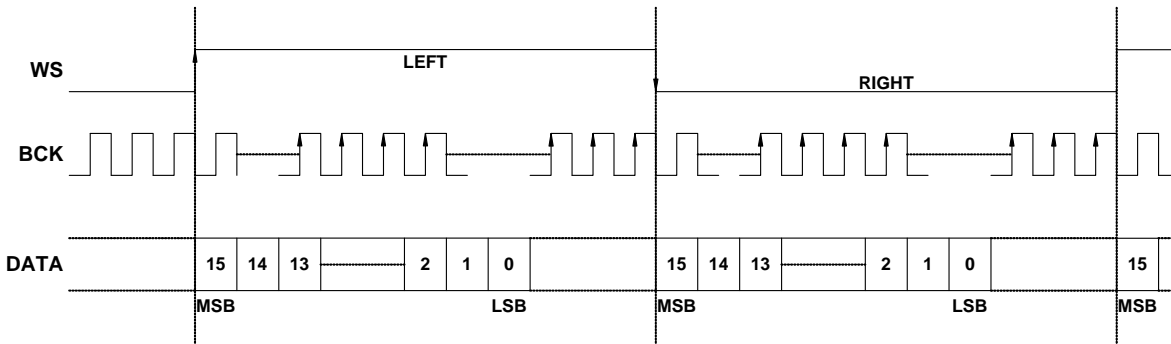 WS
LEFT
RIGHT
BCK
DATA
15 14 13 2 1 0 15 14 13 2 1 0 15
MSB LSB MSB LSB MSB